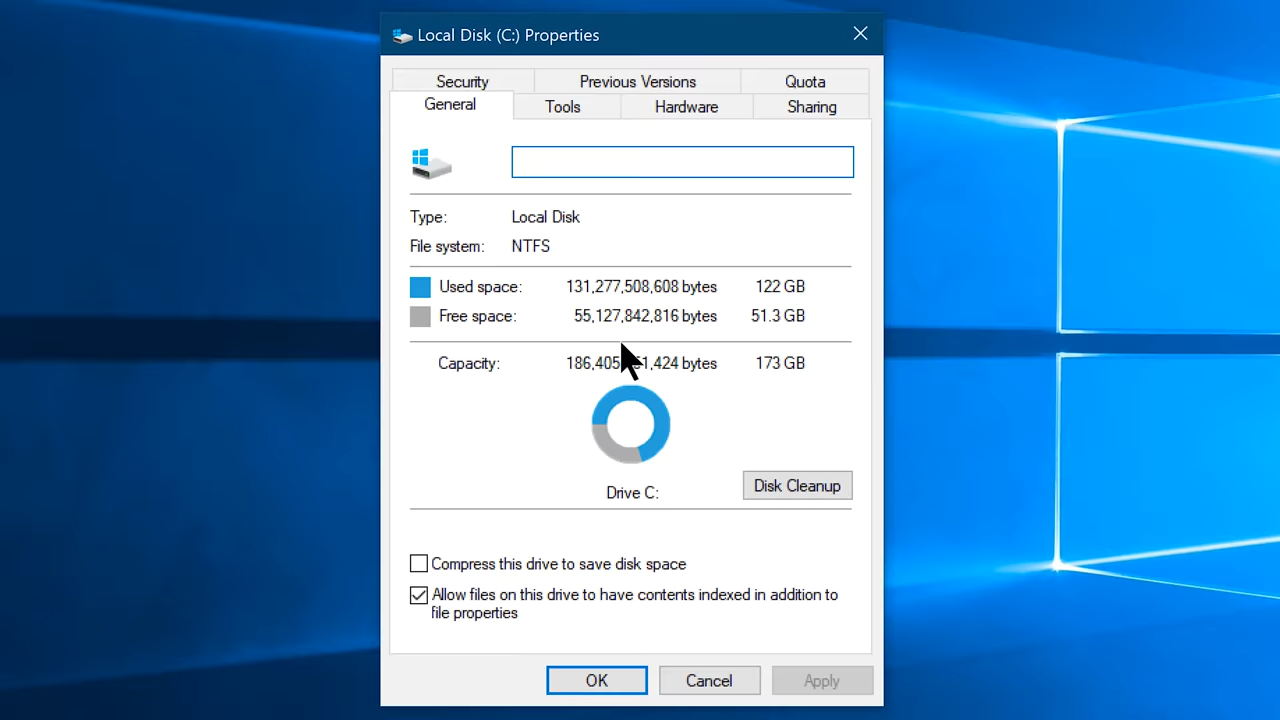 Local Disk (C:) Properties
Security Previous Versions Quota
General Tools Hardware Sharing
Type: Local Disk
File system: NTFS
Used space: 131,277,508,608 bytes 122 GB
Free space: 55,127,842,816 bytes 51.3 GB
Capacity: bytes 173 GB
Drive C:
Disk Cleanup
Compress this drive to save disk space
Allow files on this drive to have contents indexed in addition to
file properties
OK Cancel Apply